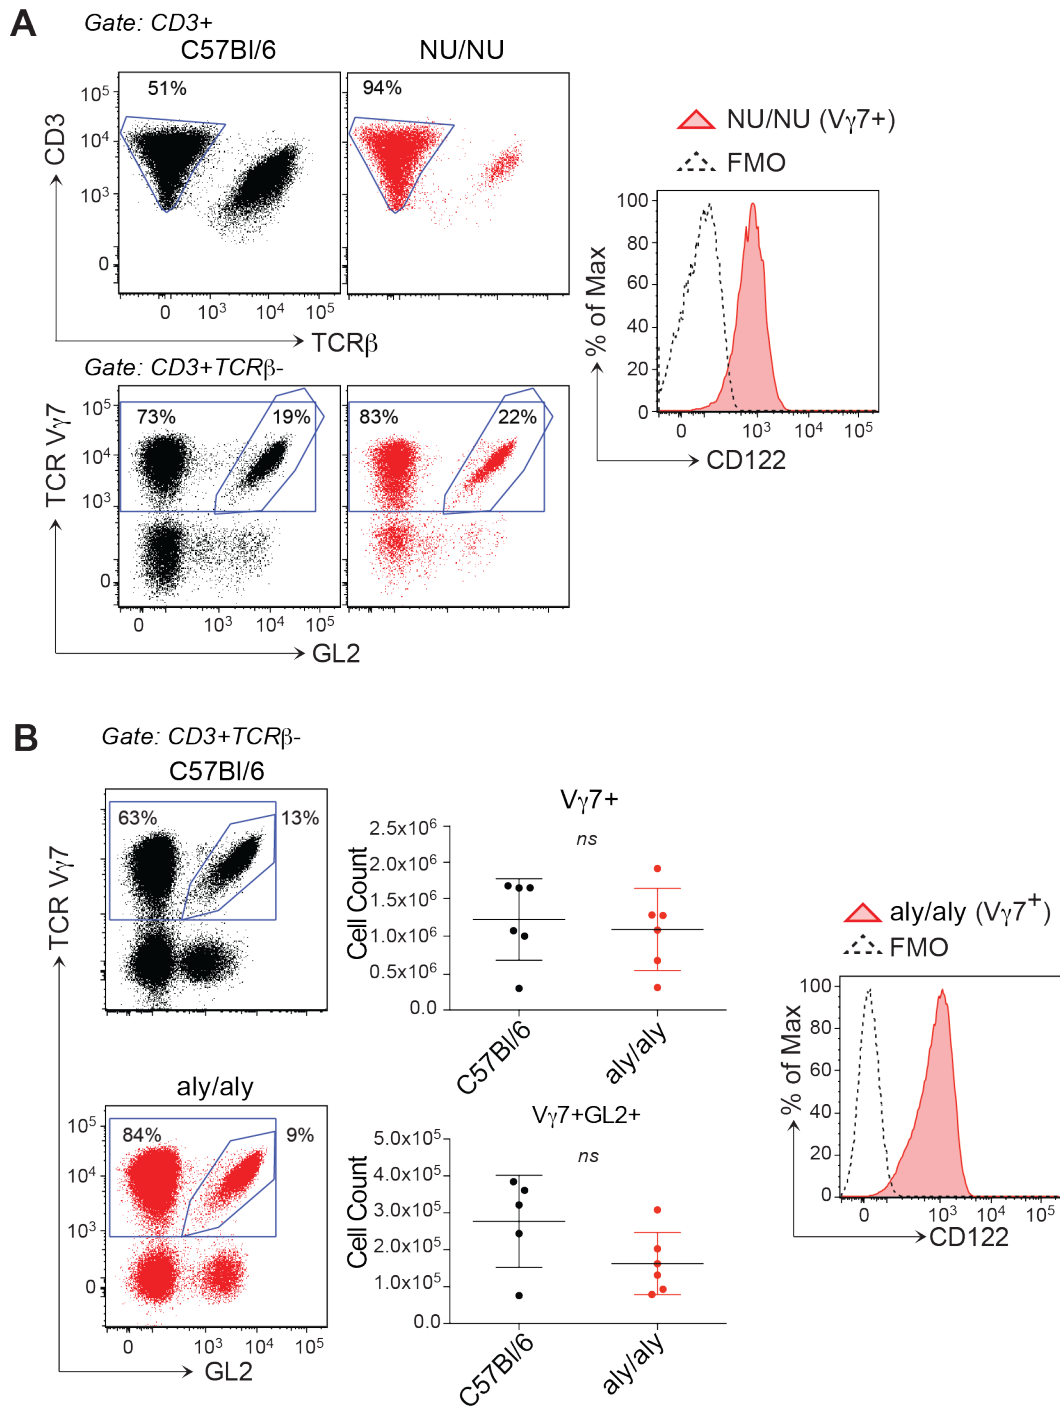 A
Gate: CD3+
C57Bl/6
NU/NU
51%
94%
CD3
10⁵
10⁴
10³
0
0 10³ 10⁴ 10⁵
TCRβ
NU/NU (Vγ7+)
FMO
% of Max
100
80
60
40
20
0
0 10³ 10⁴ 10⁵
CD122
Gate: CD3+TCRβ-
73%
19%
83%
22%
TCR Vγ7
10⁵
10⁴
10³
0
0 10³ 10⁴ 10⁵
GL2
B
Gate: CD3+TCRβ-
C57Bl/6
63%
13%
TCR Vγ7
aly/aly
84%
9%
10⁵
10⁴
10³
0
0 10³ 10⁴ 10⁵
GL2
Vγ7+
ns
Cell Count
2.5x10⁶
2.0x10⁶
1.5x10⁶
1.0x10⁶
0.5x10⁶
0.0
C57Bl/6
aly/aly
Vγ7+GL2+
ns
Cell Count
5.0x10⁵
4.0x10⁵
3.0x10⁵
2.0x10⁵
1.0x10⁵
0.0
C57Bl/6
aly/aly
aly/aly (Vγ7⁺)
FMO
% of Max
100
80
60
40
20
0
0 10³ 10⁴ 10⁵
CD122